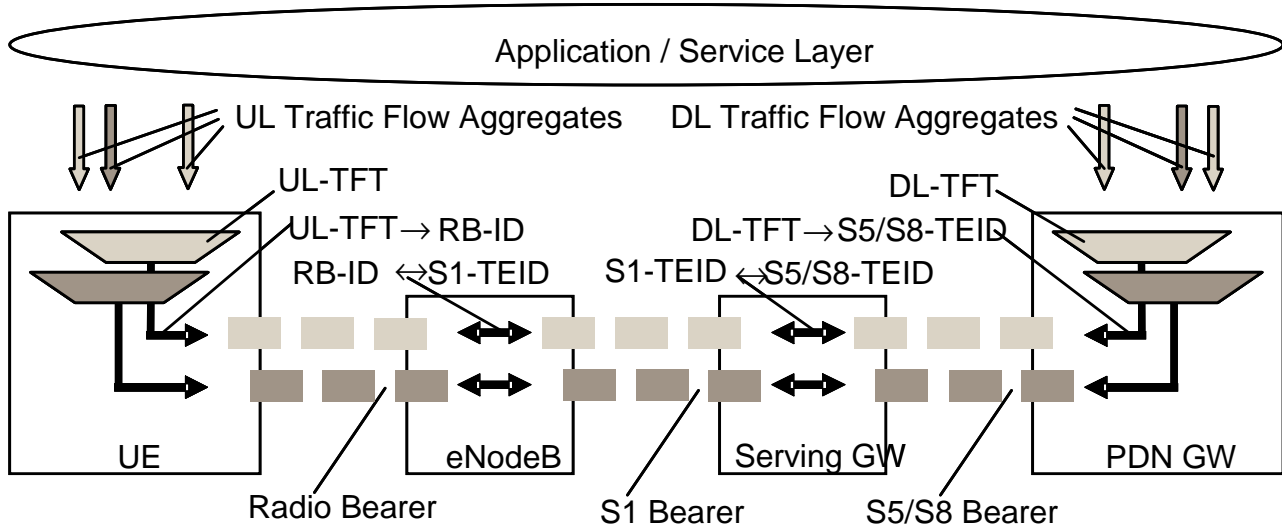 Application / Service Layer
UL Traffic Flow Aggregates
DL Traffic Flow Aggregates
UL-TFT
DL-TFT
UL-TFT→ RB-ID
DL-TFT→S5/S8-TEID
RB-ID ↔S1-TEID
S1-TEID ↔S5/S8-TEID
UE
eNodeB
Serving GW
PDN GW
Radio Bearer
S1 Bearer
S5/S8 Bearer